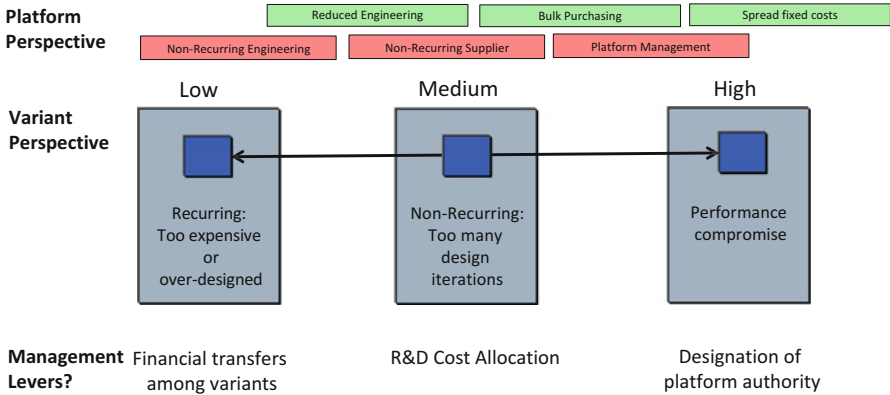 Platform
Perspective
Reduced Engineering
Bulk Purchasing
Spread fixed costs
Non-Recurring Engineering
Non-Recurring Supplier
Platform Management
Low
Medium
High
Variant
Perspective
Recurring:
Too expensive
or
over-designed
Non-Recurring:
Too many
design
iterations
Performance
compromise
Management
Levers?
Financial transfers
among variants
R&D Cost Allocation
Designation of
platform authority